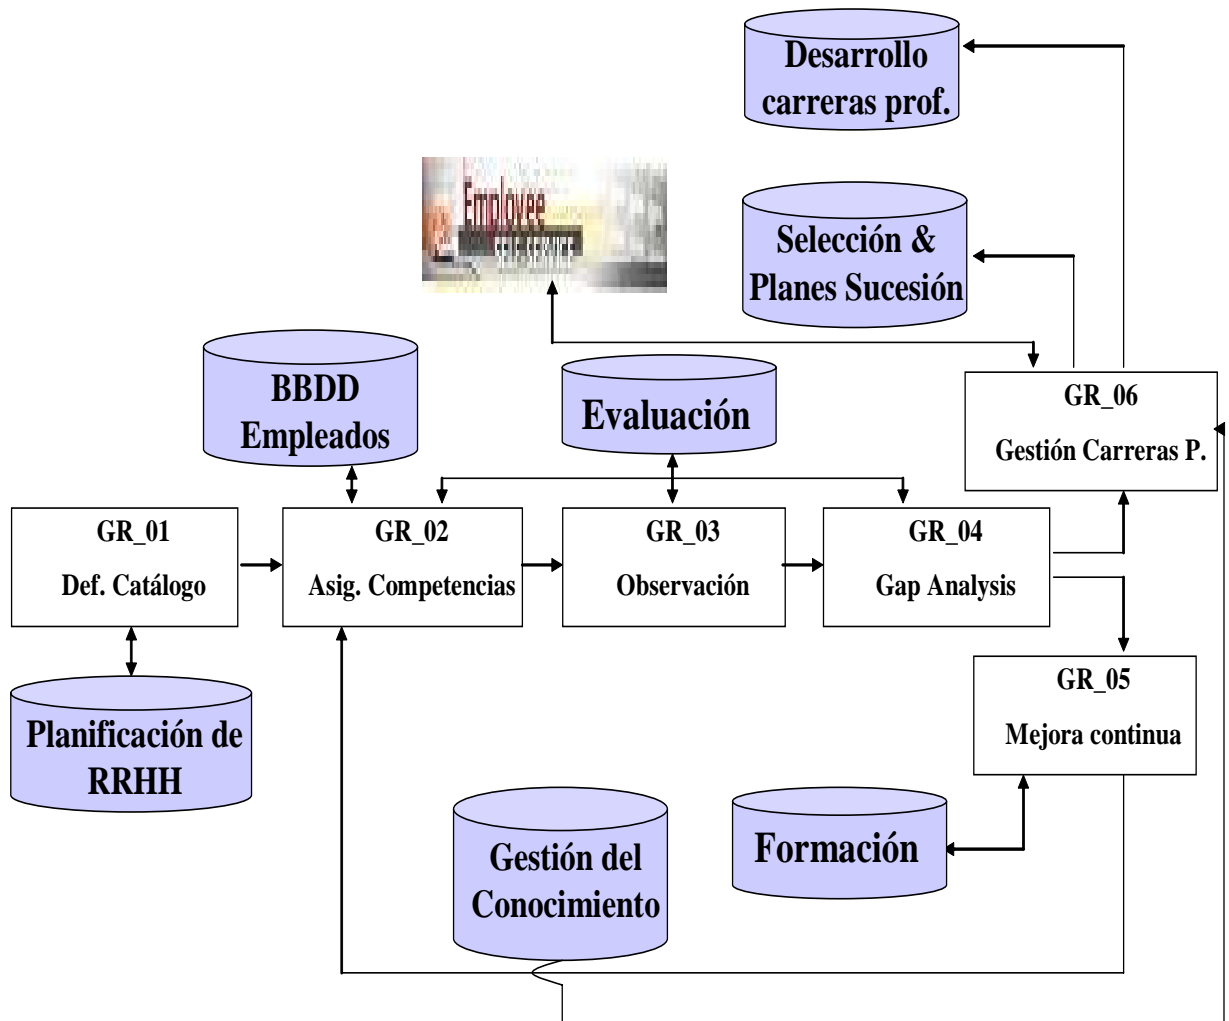 Desarrollo
carreras prof.
Employee
Selección &
Planes Sucesión
BBDD
Empleados
Evaluación
GR_06
Gestión Carreras P.
GR_01
Def. Catálogo
GR_02
Asig. Competencias
GR_03
Observación
GR_04
Gap Analysis
GR_05
Mejora continua
Planificación de
RRHH
Gestión del
Conocimiento
Formación